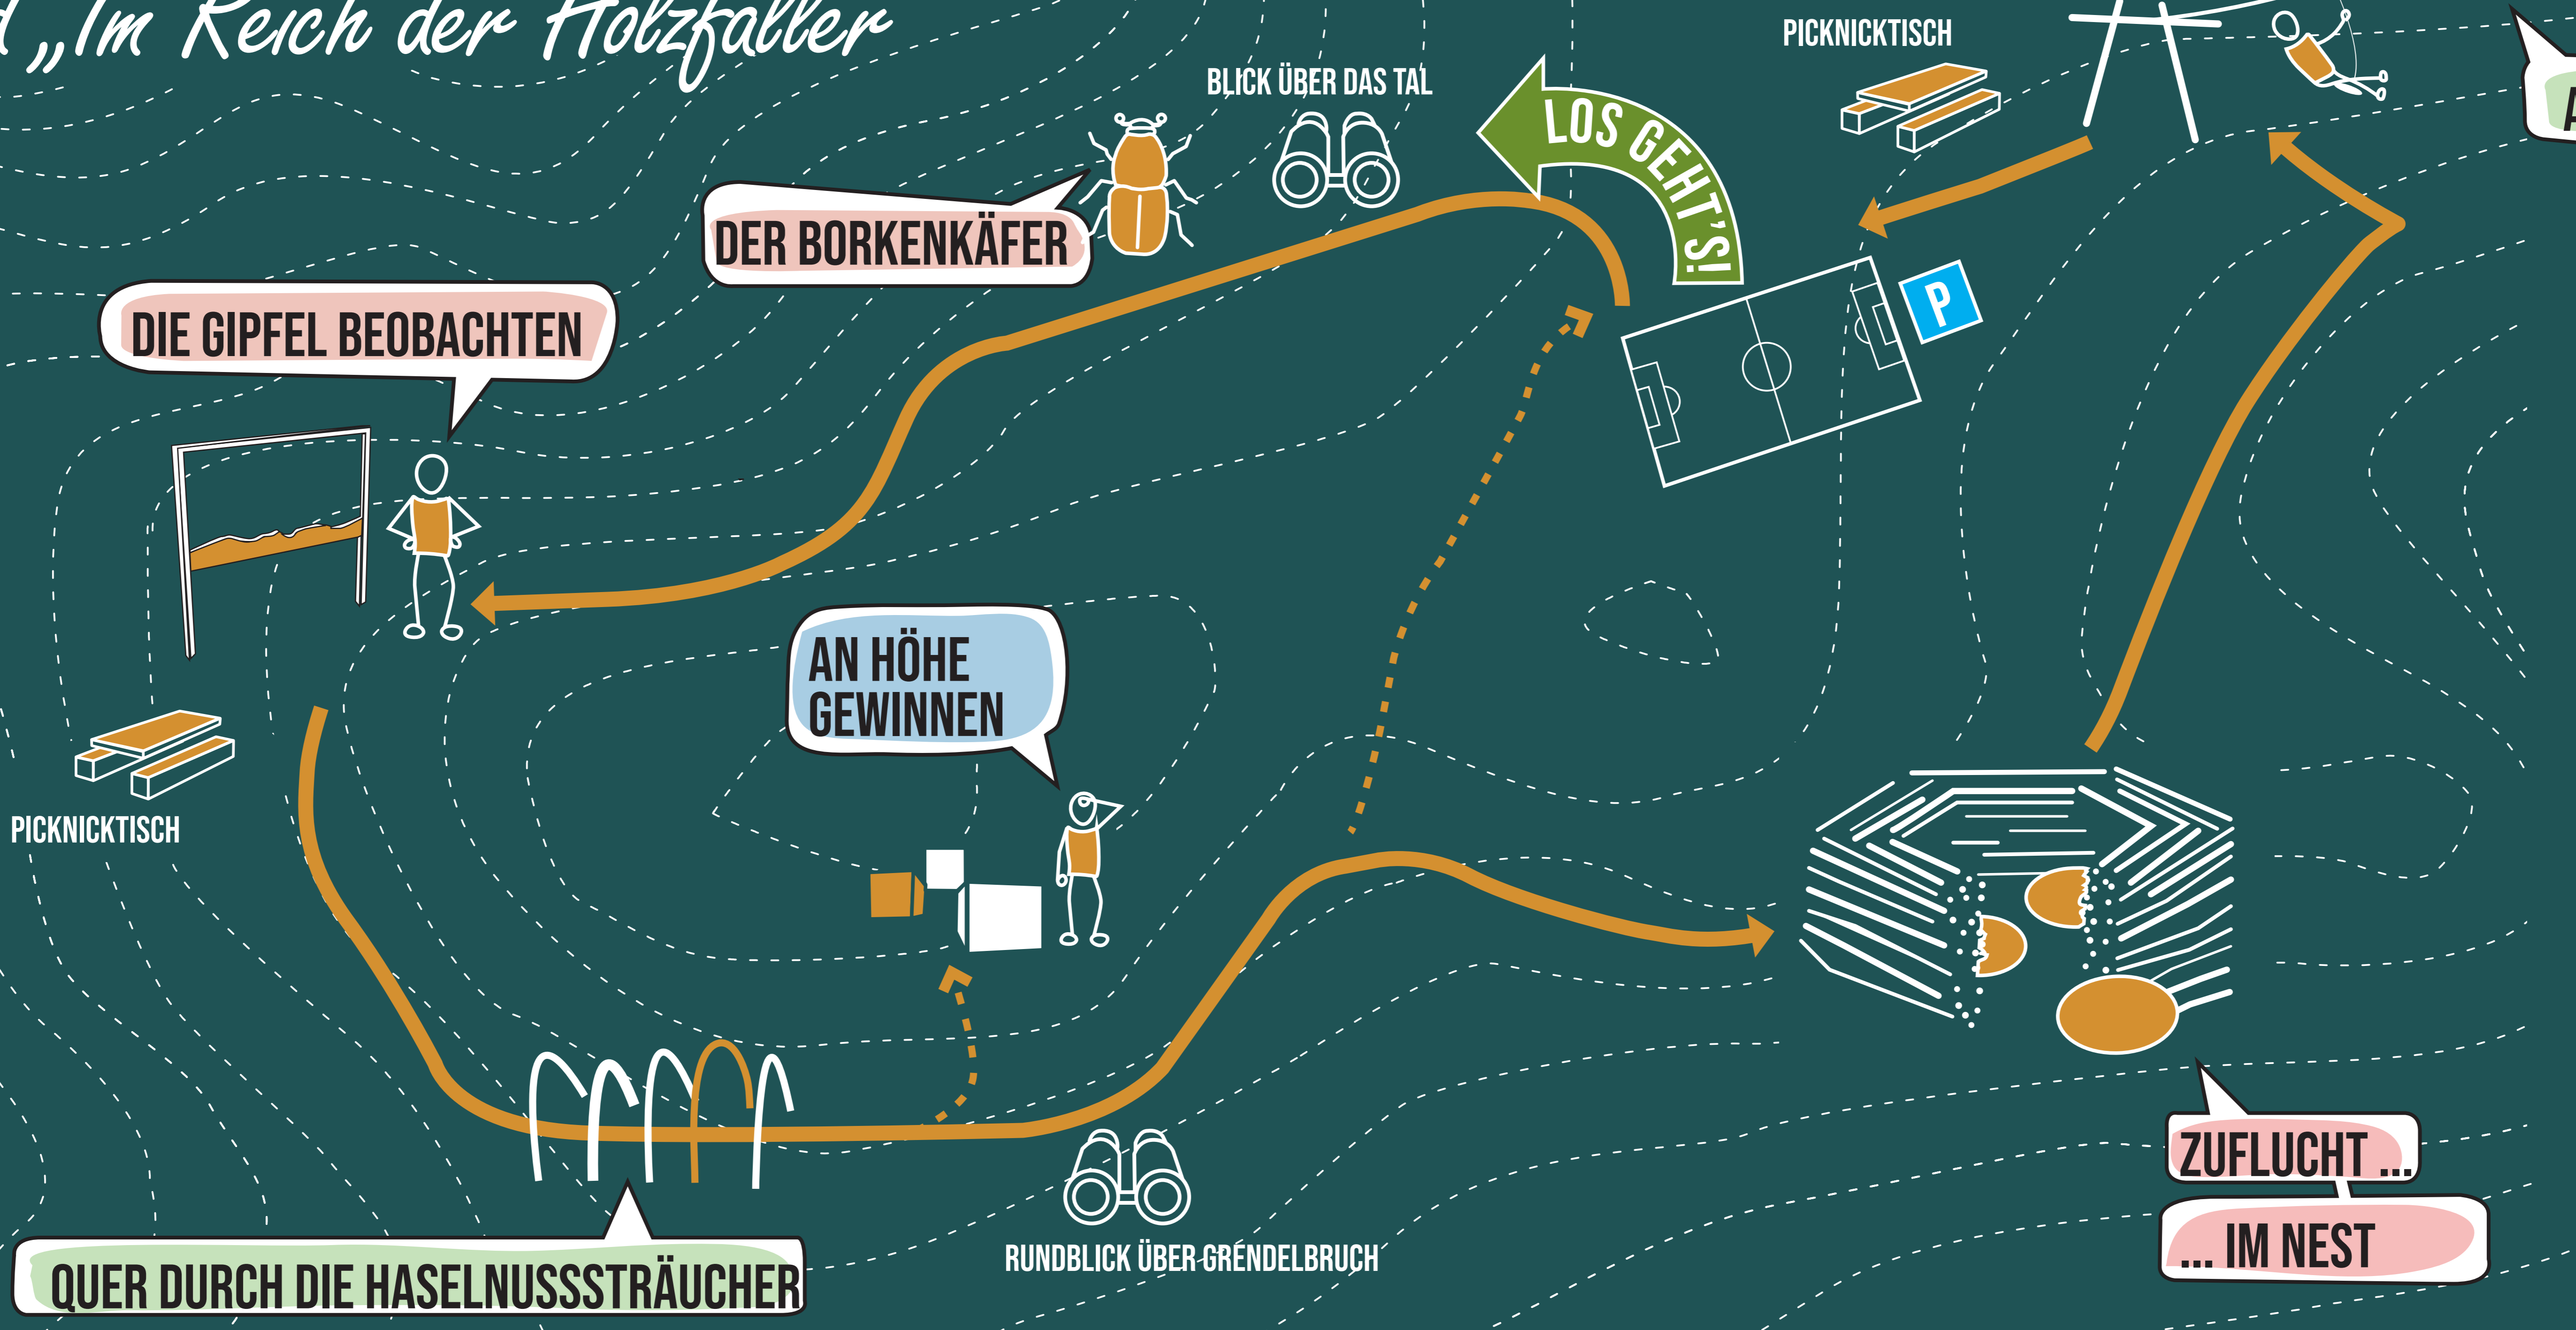 „Im Reich der Holzfäller
PICKNICKTISCH
BLICK ÜBER DAS TAL
LOS GEHT'S!
DER BORKENKÄFER
P
DIE GIPFEL BEOBACHTEN
AN HÖHE
GEWINNEN
PICKNICKTISCH
ZUFLUCHT ...
... IM NEST
RUNDBLICK ÜBER GRENDELBRUCH
QUER DURCH DIE HASELNUSSSTRÄUCHER